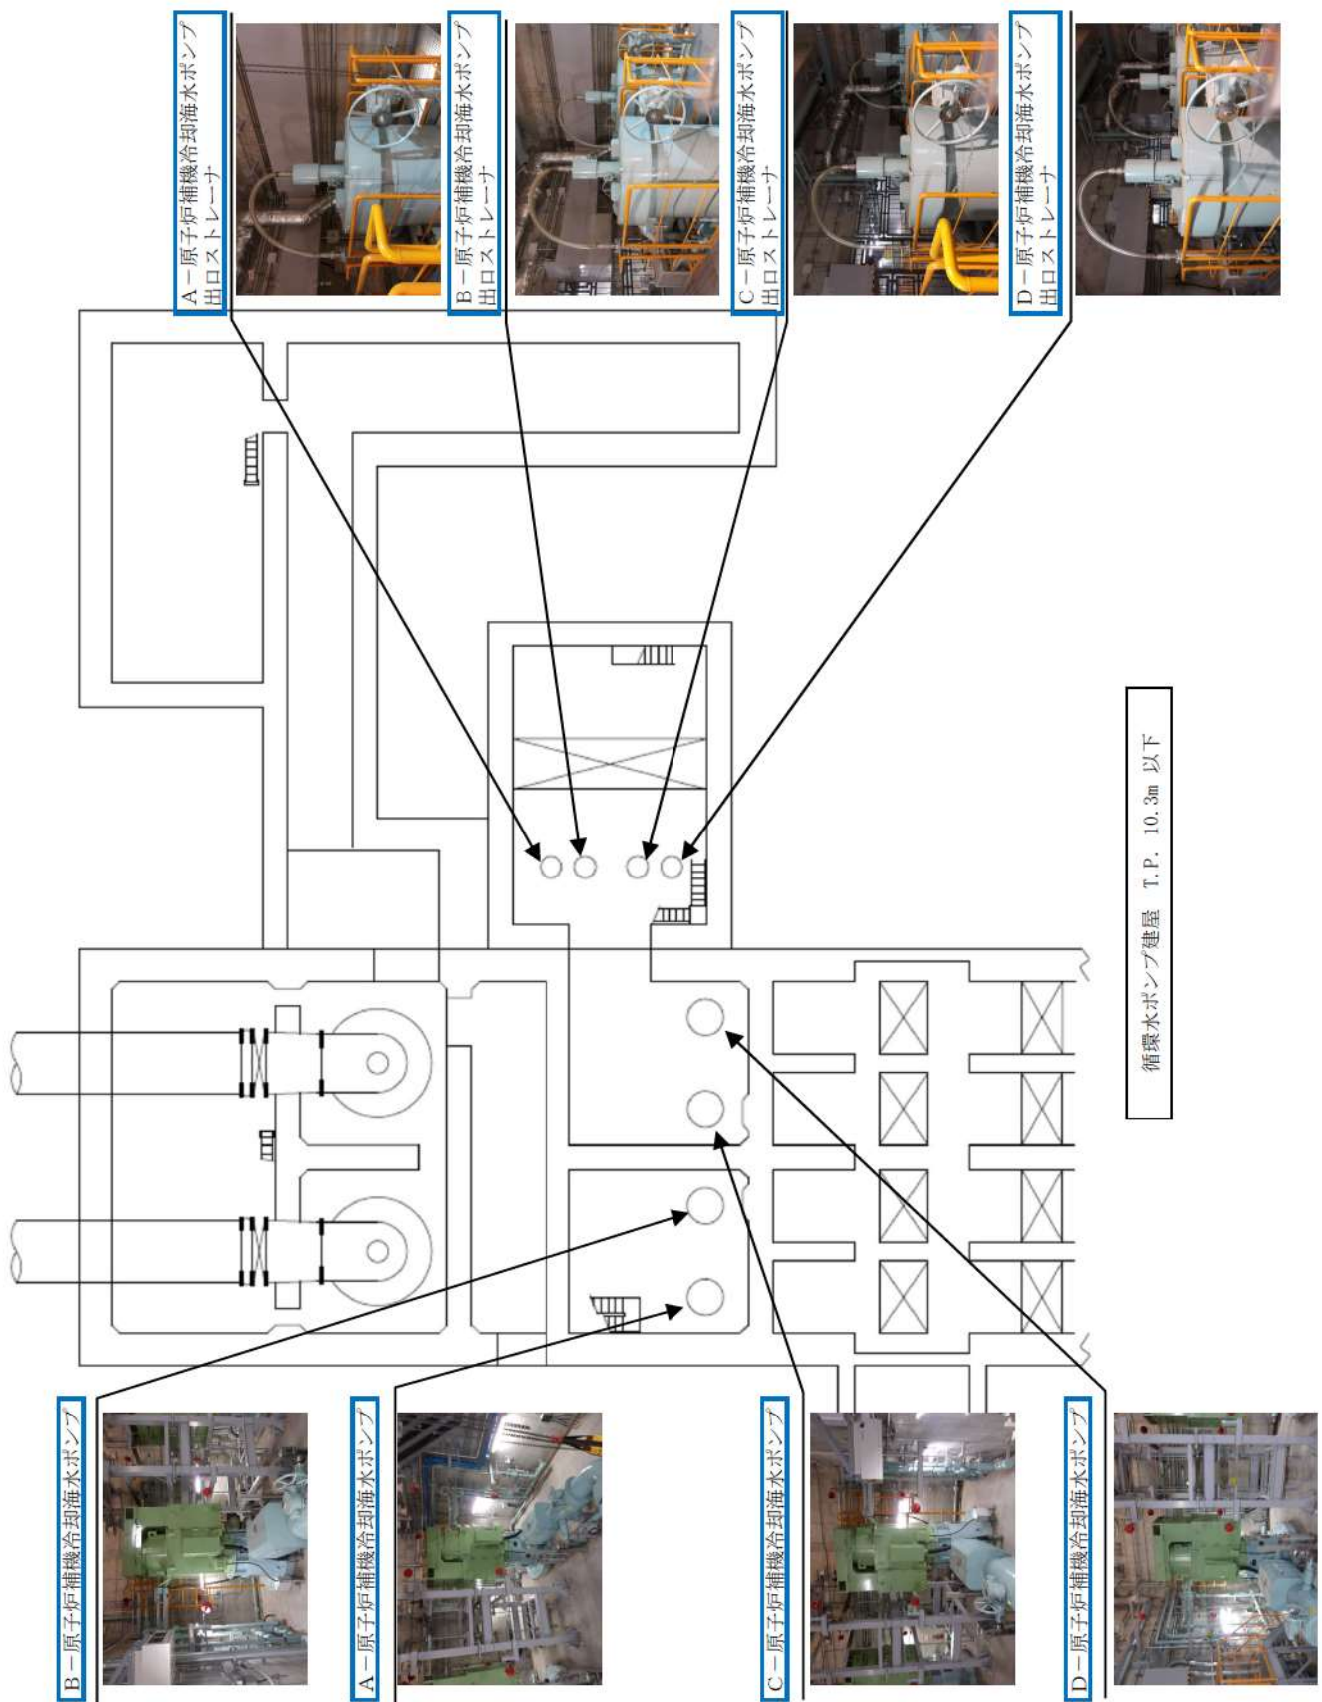 A－原子炉補機冷却海水ポンプ
出口ストレーナ
B－原子炉補機冷却海水ポンプ
出口ストレーナ
C－原子炉補機冷却海水ポンプ
出口ストレーナ
D－原子炉補機冷却海水ポンプ
出口ストレーナ
B－原子炉補機冷却海水ポンプ
A－原子炉補機冷却海水ポンプ
C－原子炉補機冷却海水ポンプ
D－原子炉補機冷却海水ポンプ
循環水ポンプ建屋　T.P. 10.3m 以下